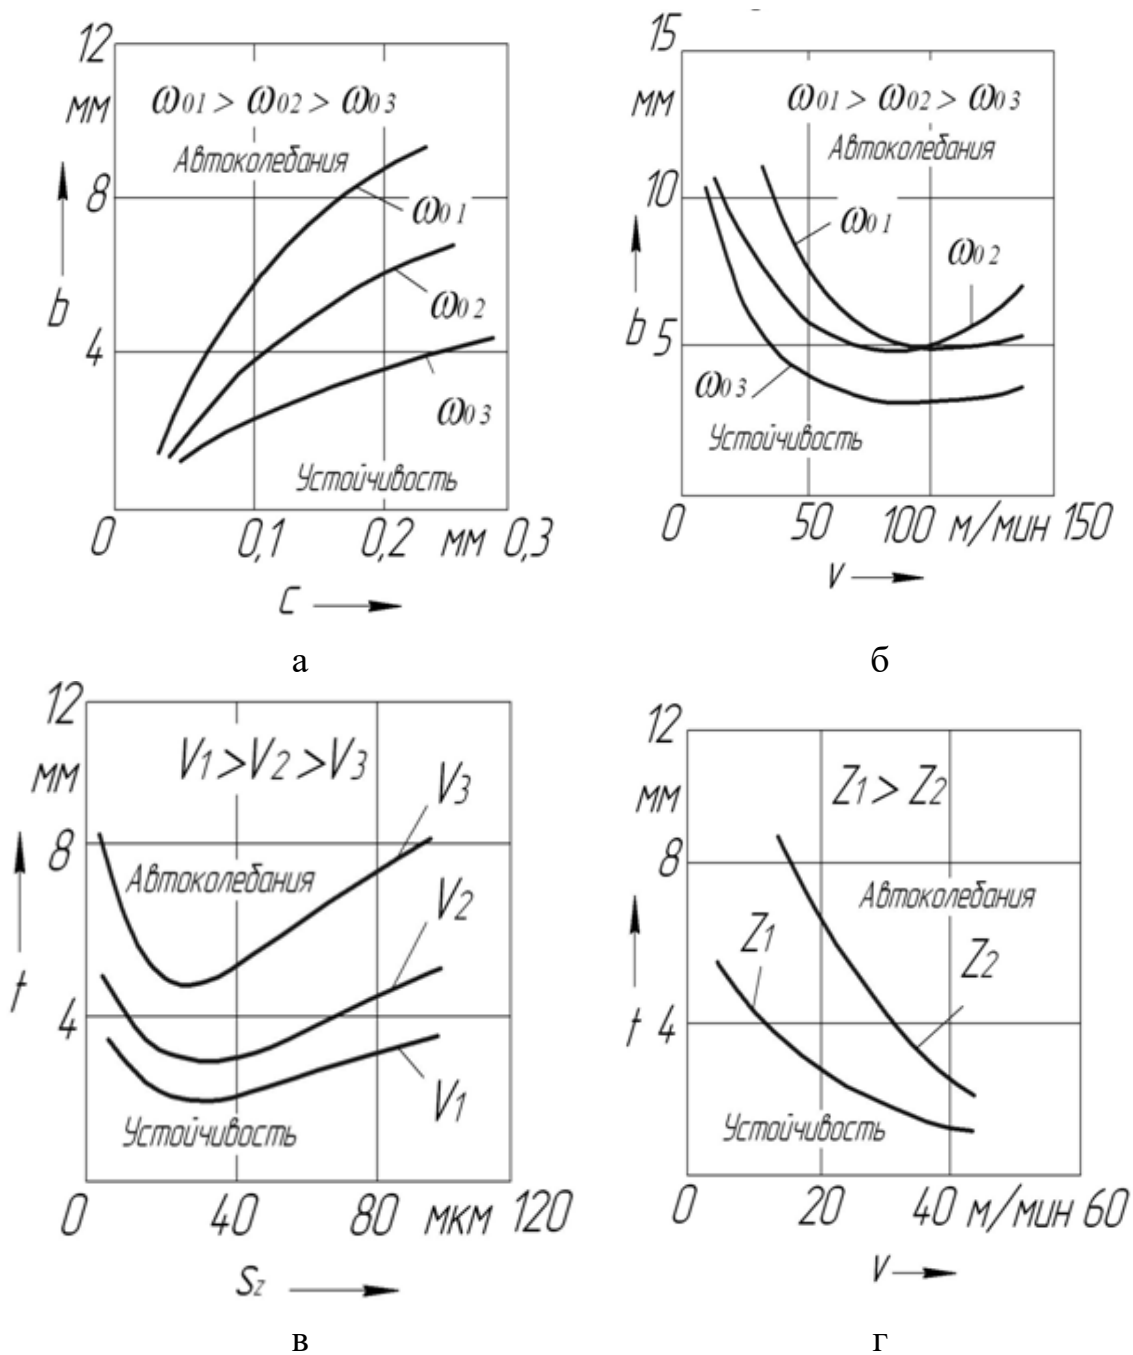 12
мм
ω01 > ω02 > ω03
Автоколебания
8
ω01
b
ω02
4
ω03
Устойчивость
0 0,1 0,2 мм 0,3
c
а
15
мм
ω01 > ω02 > ω03
Автоколебания
10
ω01
ω02
b 5
ω03
Устойчивость
0 50 100 м/мин 150
v
б
12
V1>V2>V3
мм
V3
8
Автоколебания
V2
t
4
V1
Устойчивость
0 40 80 мкм 120
Sz
в
12
мм
Z1> Z2
8
Автоколебания
Z1
Z2
t 4
Устойчивость
0 20 40 м/мин 60
v
г